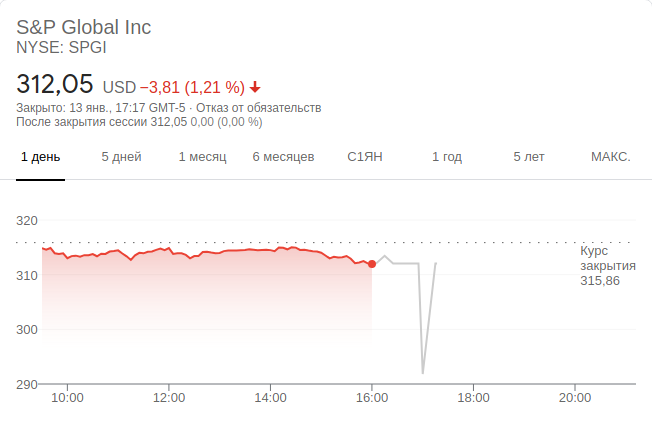 S&P Global Inc
NYSE: SPGI
312,05 USD −3,81 (1,21 %)
Закрыто: 13 янв., 17:17 GMT-5 · Отказ от обязательств
После закрытия сессии 312,05 0,00 (0,00 %)
1 день 5 дней 1 месяц 6 месяцев С1ЯН 1 год 5 лет МАКС.
320
Курс
закрытия
315,86
310
300
290
10:00 12:00 14:00 16:00 18:00 20:00